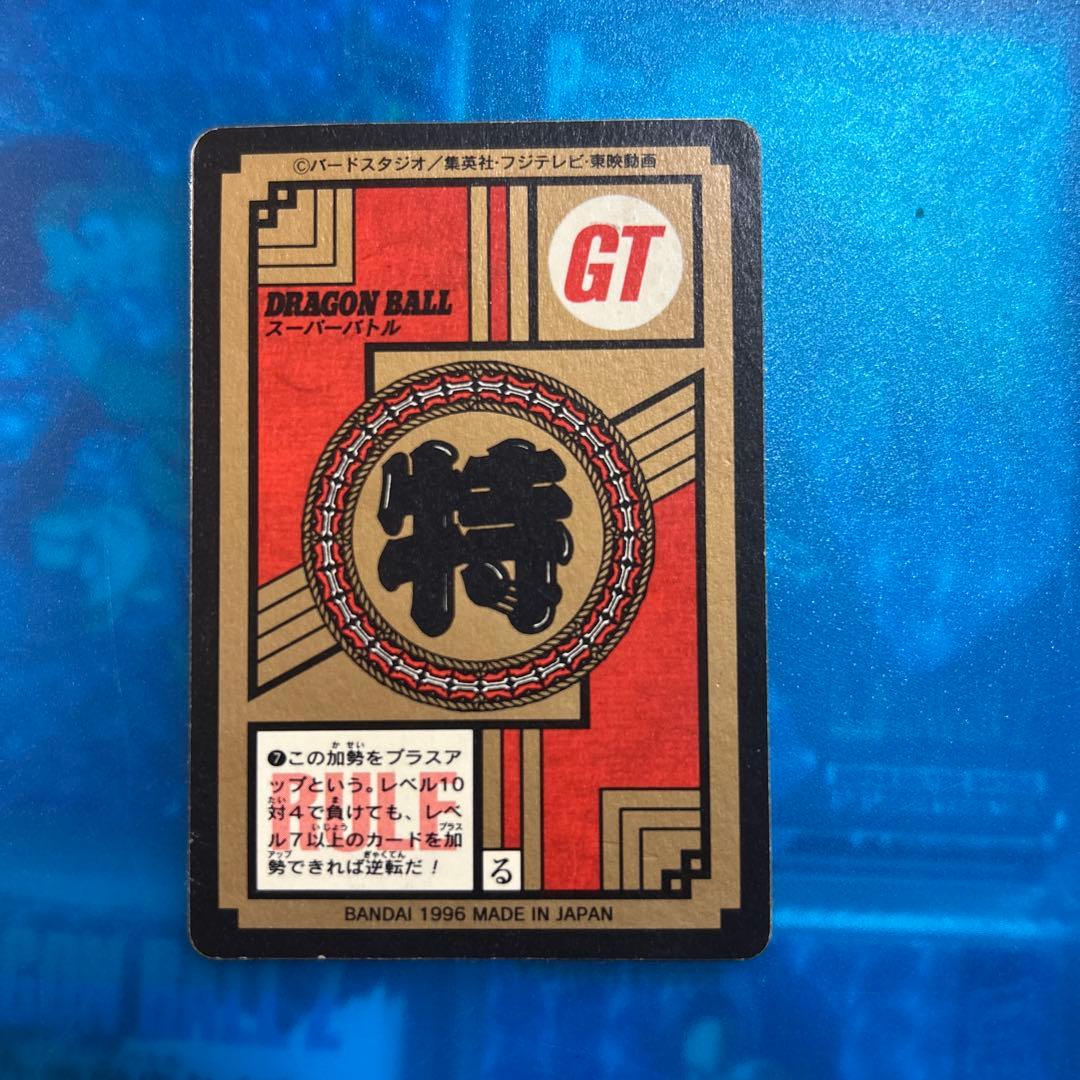 ©バードスタジオ／集英社・フジテレビ・東映動画
GT
DRAGON BALL
スーパーバトル
特
RULE
❼この加勢をプラスア
ップという。レベル10
対4で負けても、レベ
ル7以上のカードを加
勢できれば逆転だ！
る
BANDAI 1996 MADE IN JAPAN